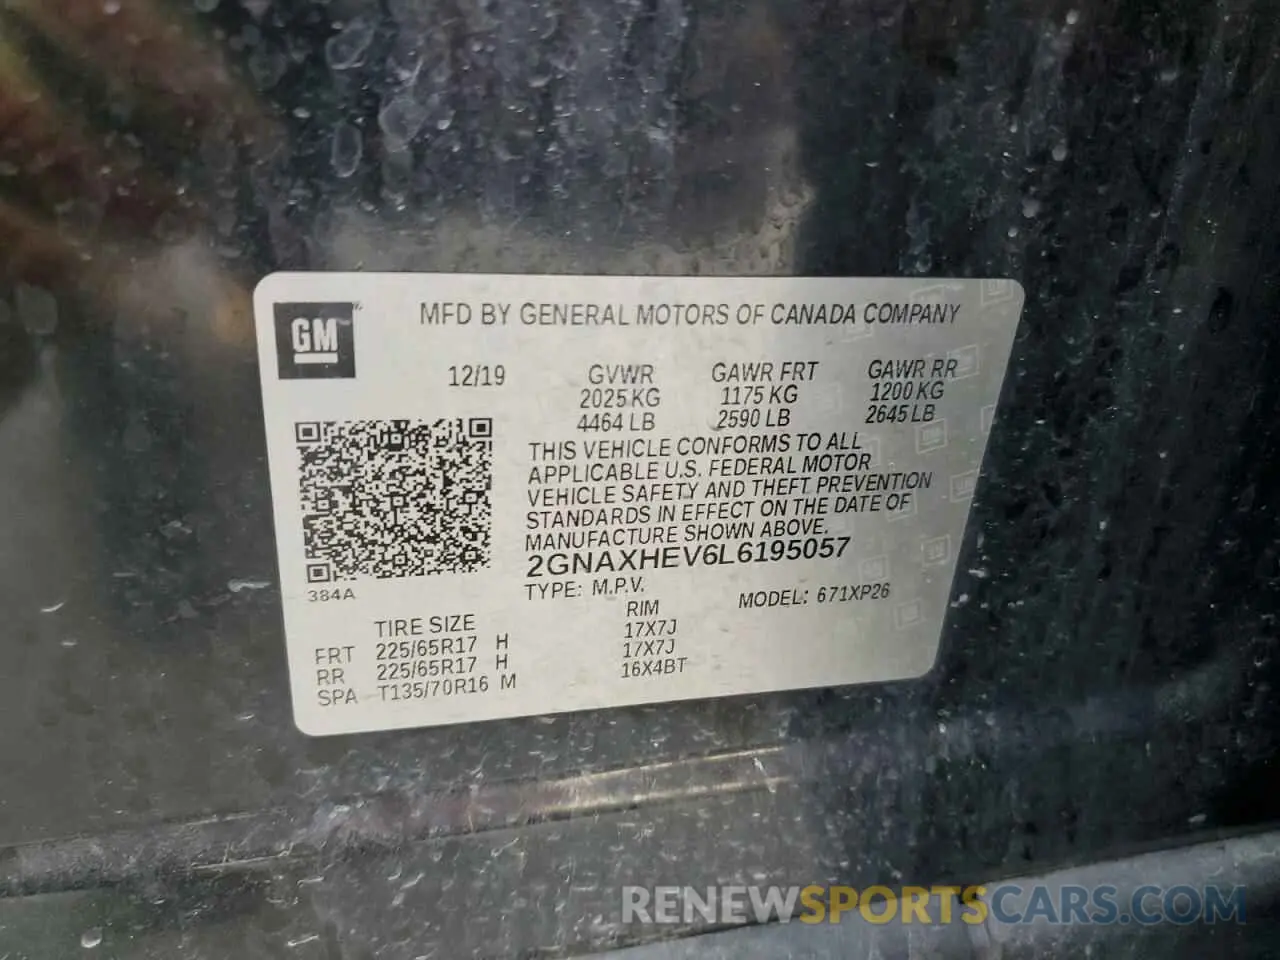 GM
MFD BY GENERAL MOTORS OF CANADA COMPANY
12/19 GVWR GAWR FRT GAWR RR
2025 KG 1175 KG 1200 KG
4464 LB 2590 LB 2645 LB
THIS VEHICLE CONFORMS TO ALL
APPLICABLE U.S. FEDERAL MOTOR
VEHICLE SAFETY AND THEFT PREVENTION
STANDARDS IN EFFECT ON THE DATE OF
MANUFACTURE SHOWN ABOVE.
2GNAXHEV6L6195057
TYPE: M.P.V. MODEL: 671XP26
384A
TIRE SIZE RIM
FRT 225/65R17 H 17X7J
RR 225/65R17 H 17X7J
SPA T135/70R16 M 16X4BT
RENEWSPORTSCARS.COM